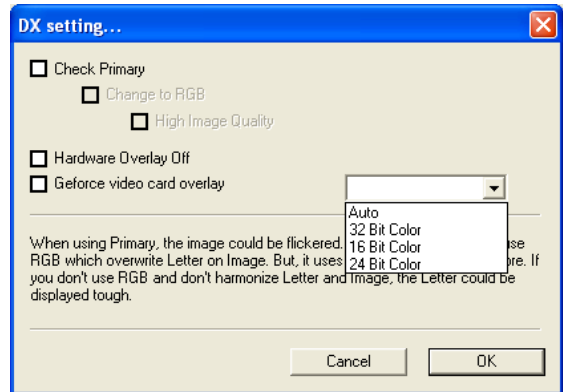 DX setting...
Check Primary
Change to RGB
High Image Quality
Hardware Overlay Off
Geforce video card overlay
Auto
32 Bit Color
16 Bit Color
24 Bit Color
When using Primary, the image could be flickered. use
RGB which overwrite Letter on Image. But, it uses ore. If
you don't use RGB and don't harmonize Letter and Image, the Letter could be
displayed tough.
Cancel
OK